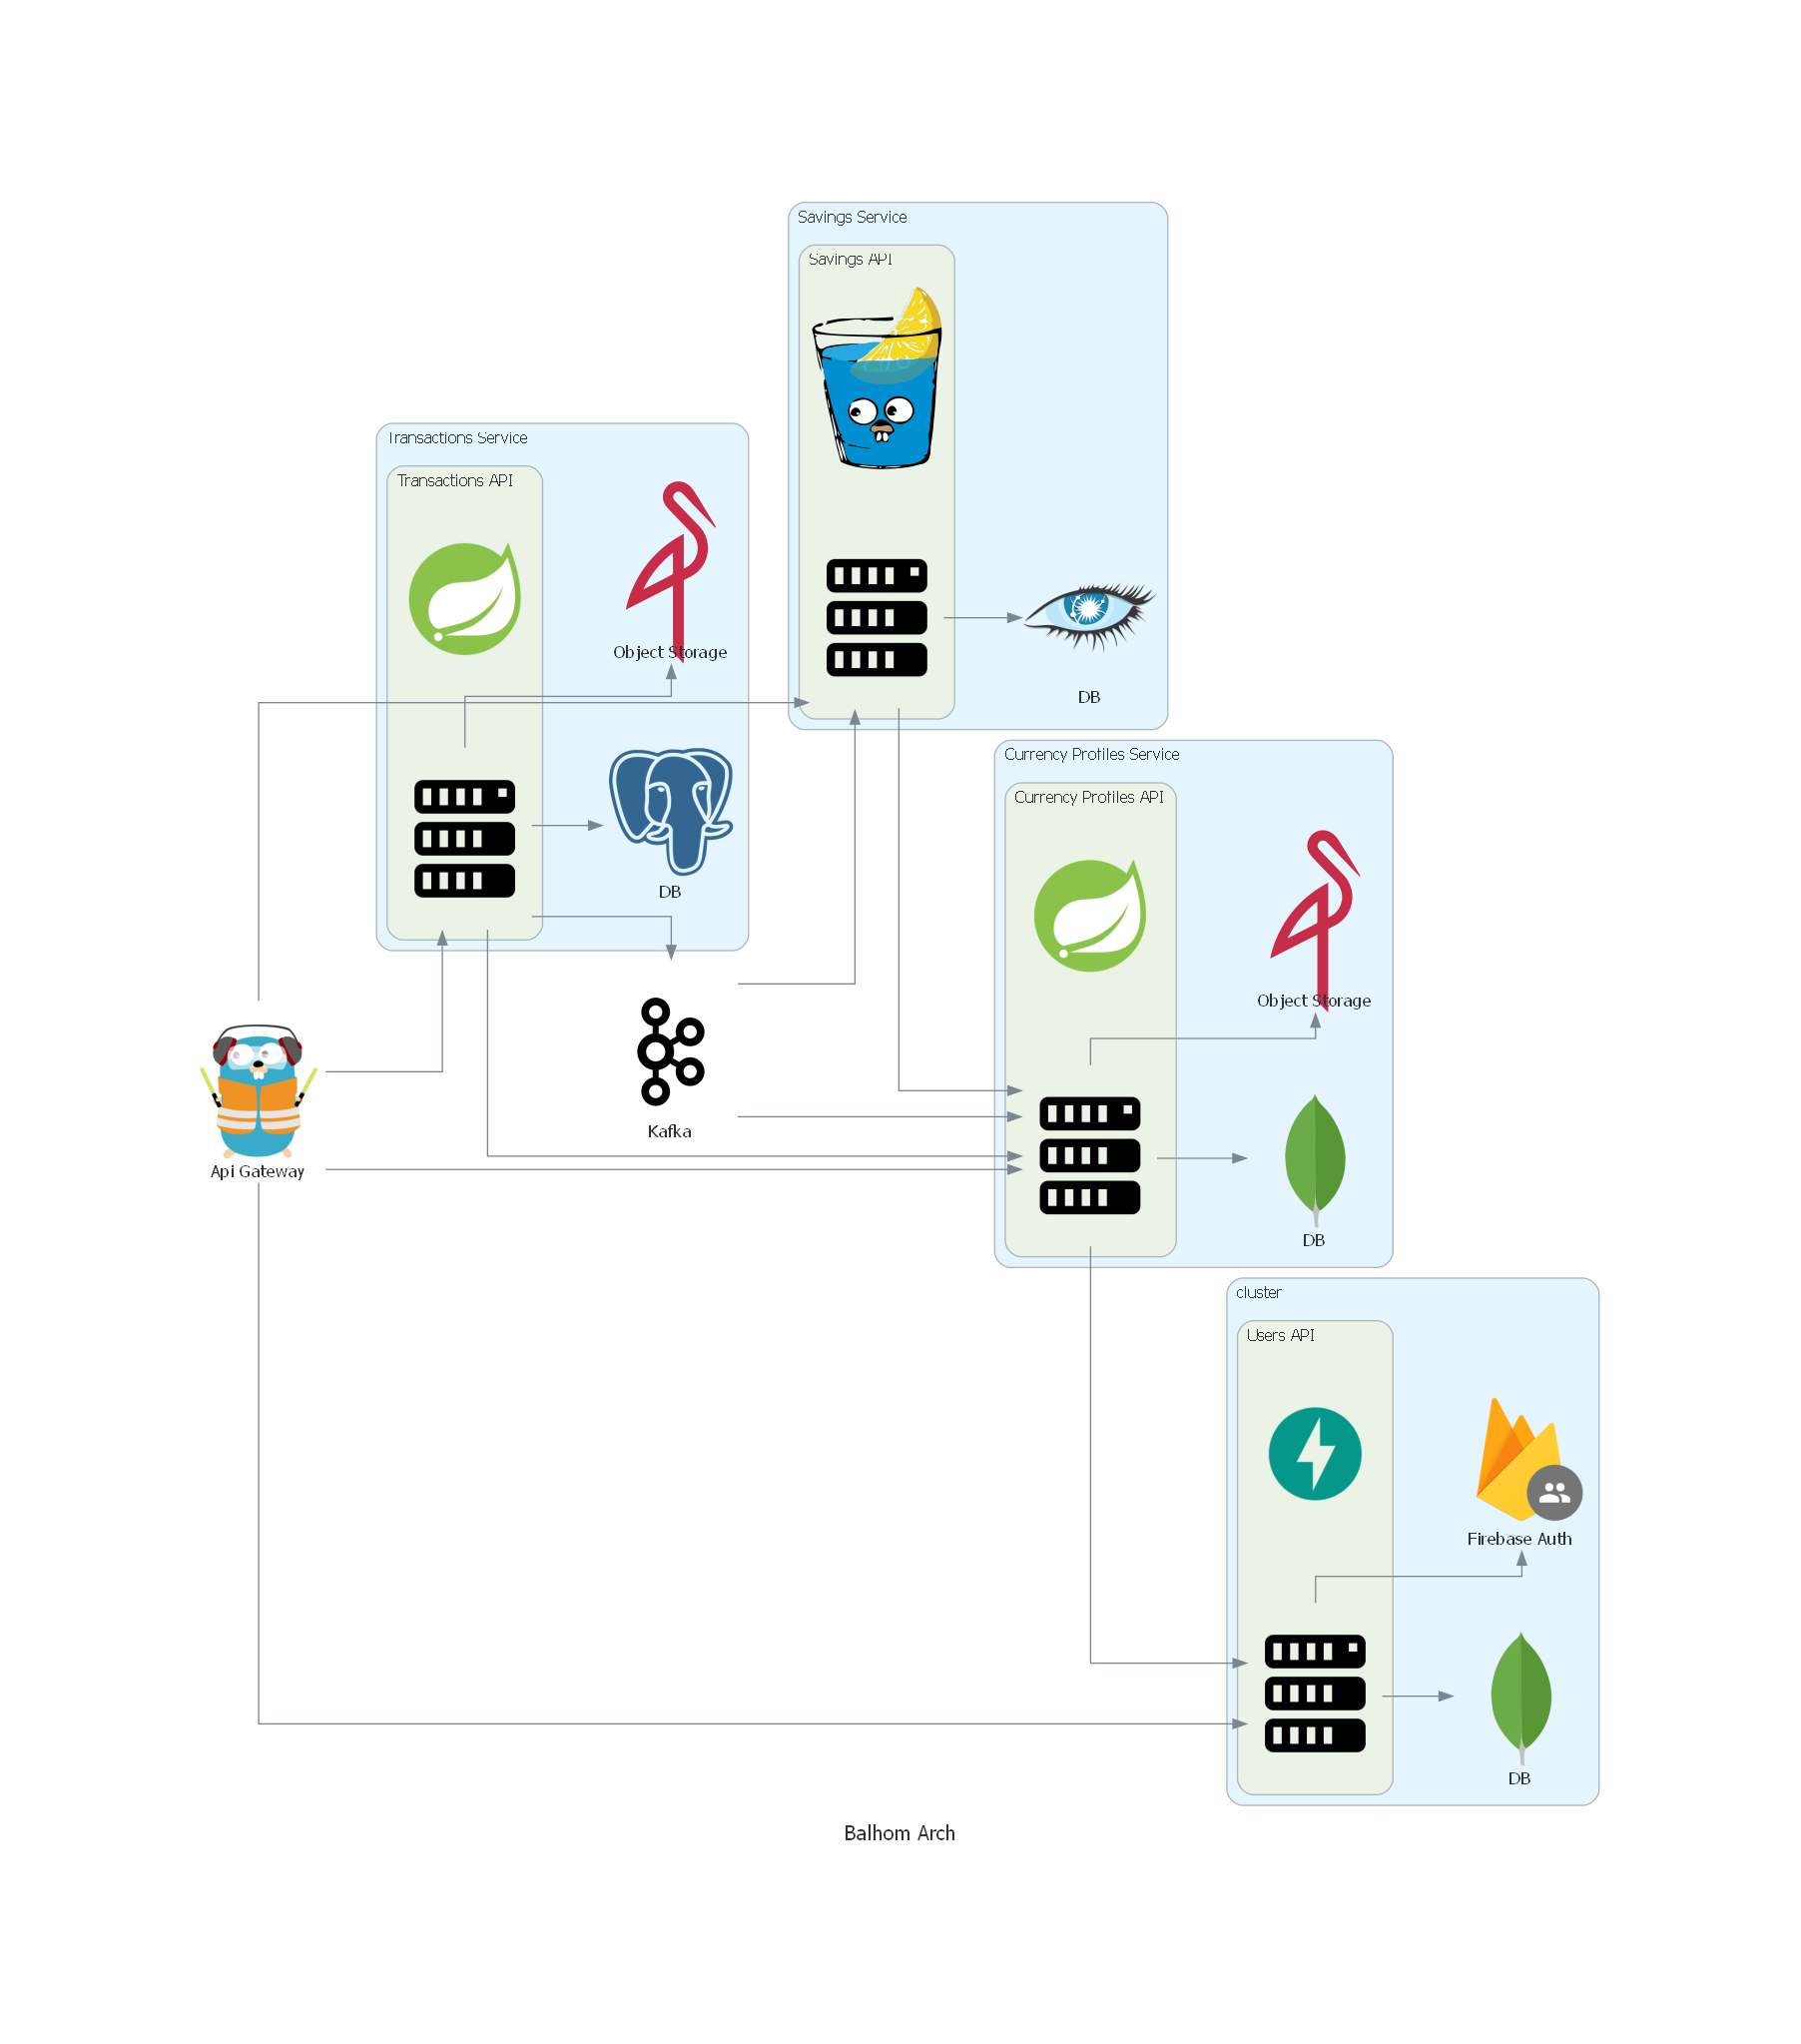 Savings Service
Savings API
DB
Transactions Service
Transactions API
Object Storage
DB
Currency Profiles Service
Currency Profiles API
Object Storage
DB
Kafka
Api Gateway
cluster
Users API
Firebase Auth
DB
Balhom Arch